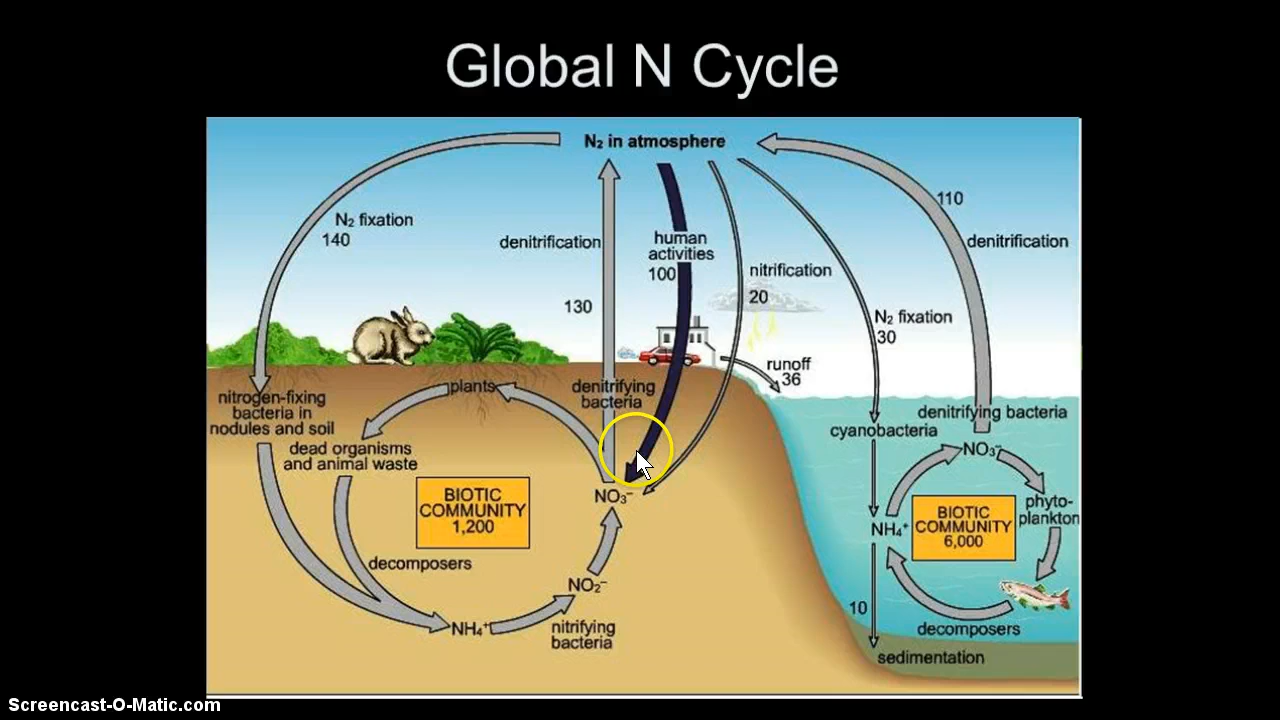 Global N Cycle
N₂ in atmosphere
N₂ fixation
140
denitrification
130
human
activities
100
nitrification
20
110
denitrification
N₂ fixation
30
runoff
36
plants
denitrifying
bacteria
nitrogen-fixing
bacteria in
nodules and soil
dead organisms
and animal waste
BIOTIC
COMMUNITY
1,200
NO₃⁻
decomposers
NO₂⁻
NH₄⁺
nitrifying
bacteria
denitrifying bacteria
cyanobacteria
NO₃⁻
phyto-
plankton
NH₄⁺
BIOTIC
COMMUNITY
6,000
10
decomposers
sedimentation
Screencast-O-Matic.com